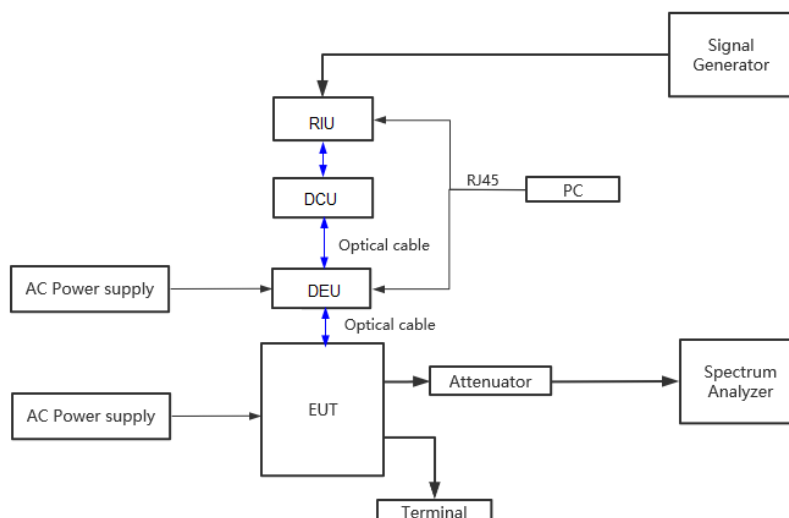 Signal
Generator
RIU
RJ45
PC
DCU
Optical cable
AC Power supply
DEU
Optical cable
Attenuator
Spectrum
Analyzer
AC Power supply
EUT
Terminal